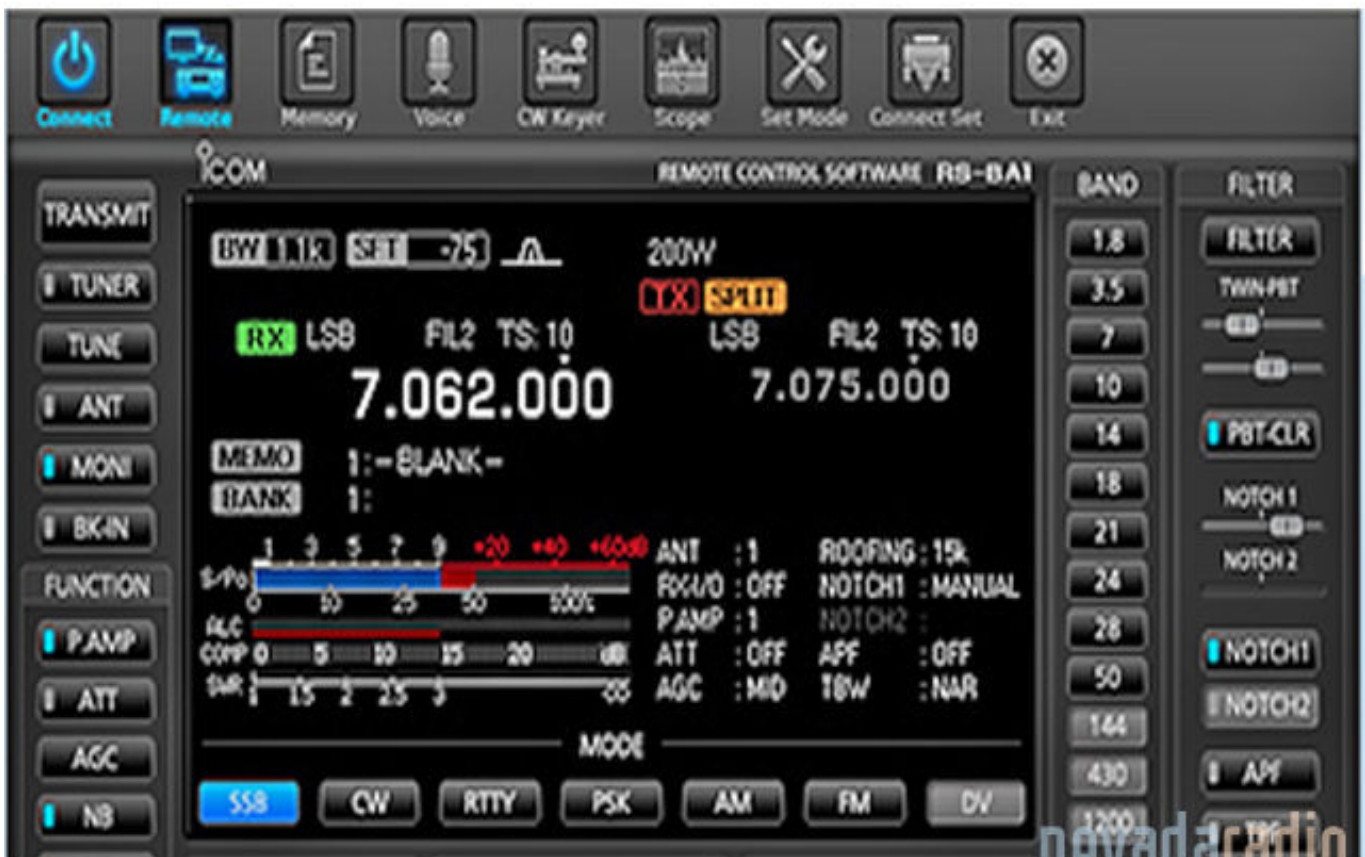 Connect Remote Memory Voice CW Keyer Scope Set Mode Connect Set Exit
ICOM REMOTE CONTROL SOFTWARE RS-BA1
TRANSMIT
TUNER
TUNE
ANT
MONI
BK-IN
FUNCTION
P.AMP
ATT
AGC
NB
BW 1.1k SFT -75 200W
TX SPLIT
RX LSB FIL2 TS: 10 LSB FIL2 TS: 10
7.062.000 7.075.000
MEMO 1:-BLANK-
BANK 1:
1 3 5 7 9 +20 +40 +60dB
S/Po
0 10 25 50 100%
ALC
COMP 0 5 10 15 20 dB
SWR 1 1.5 2 2.5 3 ∞
ANT :1 ROOFING :15k
RX-I/O :OFF NOTCH1 :MANUAL
P.AMP :1 NOTCH2 :
ATT :OFF APF :OFF
AGC :MID TBW :NAR
MODE
SSB CW RTTY PSK AM FM DV
BAND
1.8
3.5
7
10
14
18
21
24
28
50
144
430
1200
FILTER
FILTER
TWIN-PBT
PBT-CLR
NOTCH 1
NOTCH 2
NOTCH1
NOTCH2
APF
nevadaradio